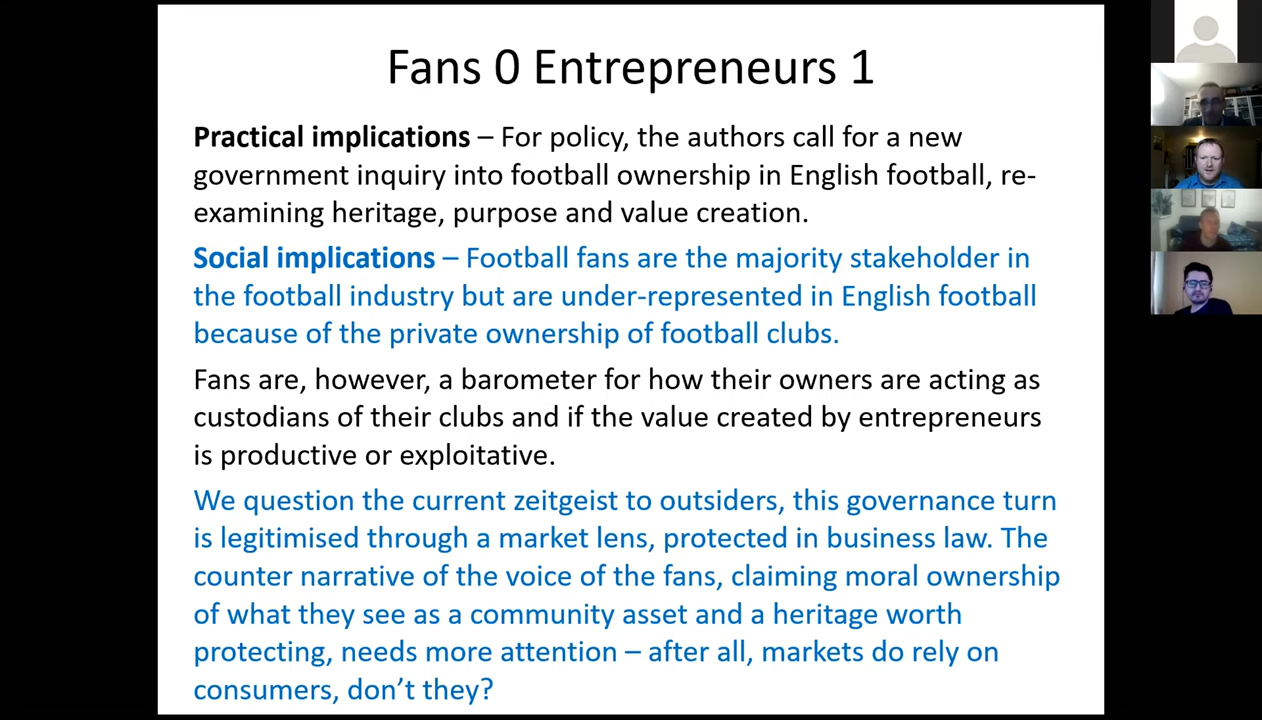 Fans 0 Entrepreneurs 1
Practical implications – For policy, the authors call for a new
government inquiry into football ownership in English football, re-
examining heritage, purpose and value creation.
Social implications – Football fans are the majority stakeholder in
the football industry but are under-represented in English football
because of the private ownership of football clubs.
Fans are, however, a barometer for how their owners are acting as
custodians of their clubs and if the value created by entrepreneurs
is productive or exploitative.
We question the current zeitgeist to outsiders, this governance turn
is legitimised through a market lens, protected in business law. The
counter narrative of the voice of the fans, claiming moral ownership
of what they see as a community asset and a heritage worth
protecting, needs more attention – after all, markets do rely on
consumers, don’t they?